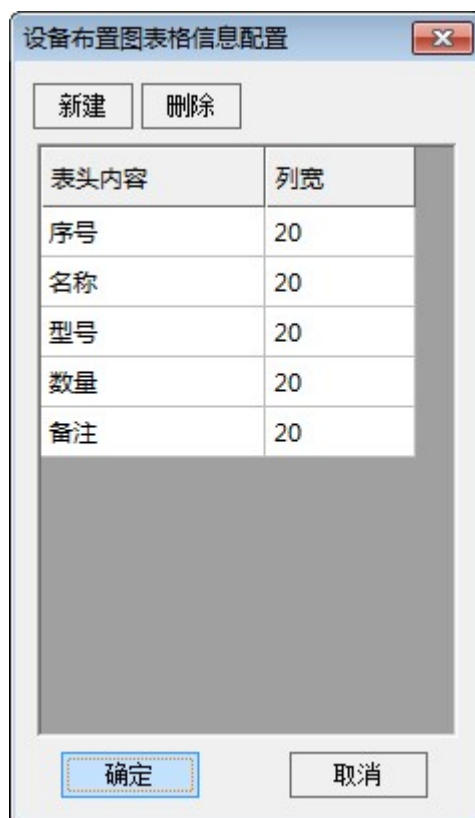 设备布置图表格信息配置
新建 删除
表头内容 列宽
序号 20
名称 20
型号 20
数量 20
备注 20
确定 取消